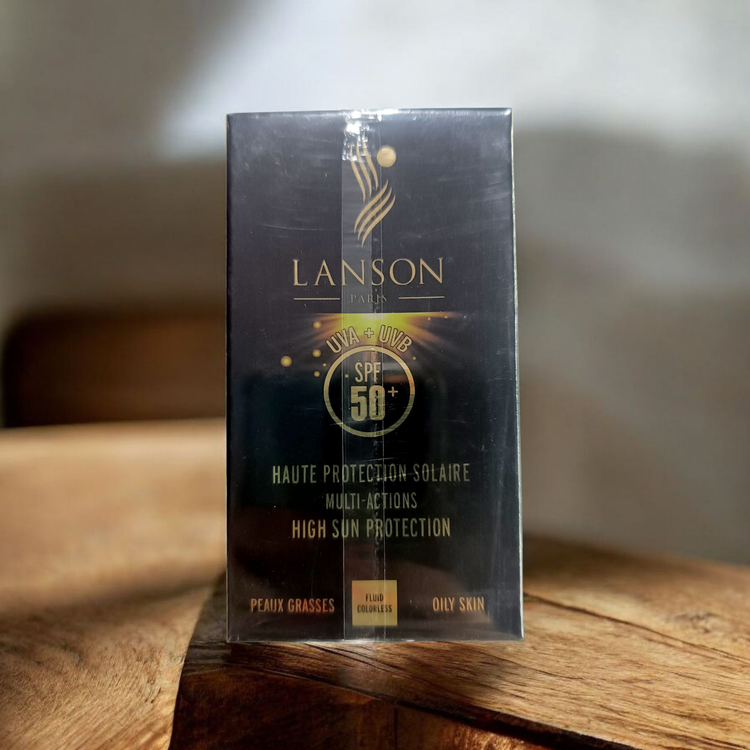 LANSON
PARIS
UVA + UVB
SPF
50+
HAUTE PROTECTION SOLAIRE
MULTI-ACTIONS
HIGH SUN PROTECTION
PEAUX GRASSES
FLUID
COLORLESS
OILY SKIN